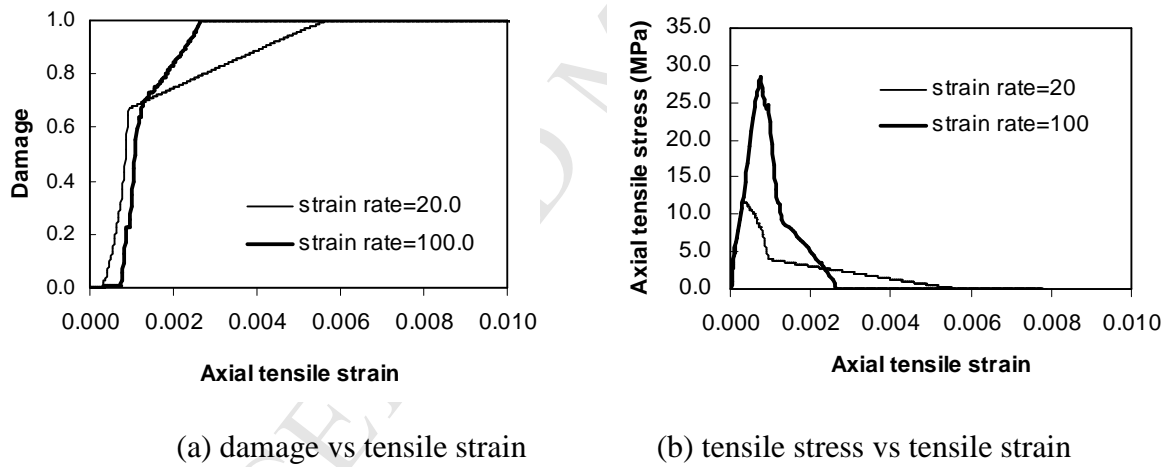 1.0
0.8
0.6
0.4
0.2
0.0
Damage
strain rate=20.0
strain rate=100.0
0.000 0.002 0.004 0.006 0.008 0.010
Axial tensile strain
(a) damage vs tensile strain
35.0
30.0
25.0
20.0
15.0
10.0
5.0
0.0
Axial tensile stress (MPa)
strain rate=20
strain rate=100
0.000 0.002 0.004 0.006 0.008 0.010
Axial tensile strain
(b) tensile stress vs tensile strain